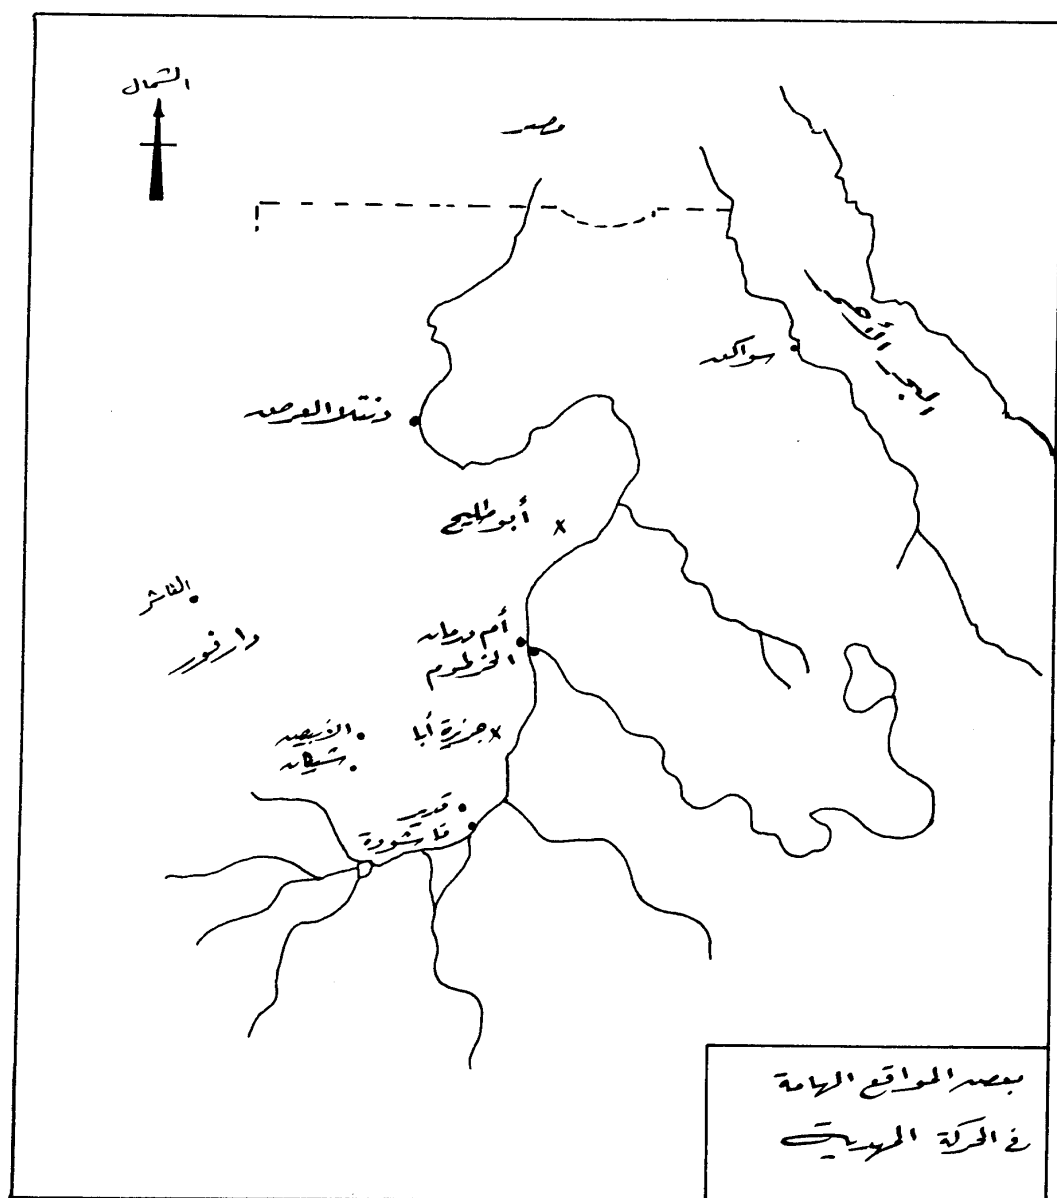 الشمال
مصر
البحر الأحمر
سواكن
دنقلا العرضي
أبو طليح
الفاشر
دارفور
أم درمان
الخرطوم
جزيرة أبا
الأبيض
شيكان
قدير
فاشودة
بعض المواقع الهامة
في الحركة المهدية